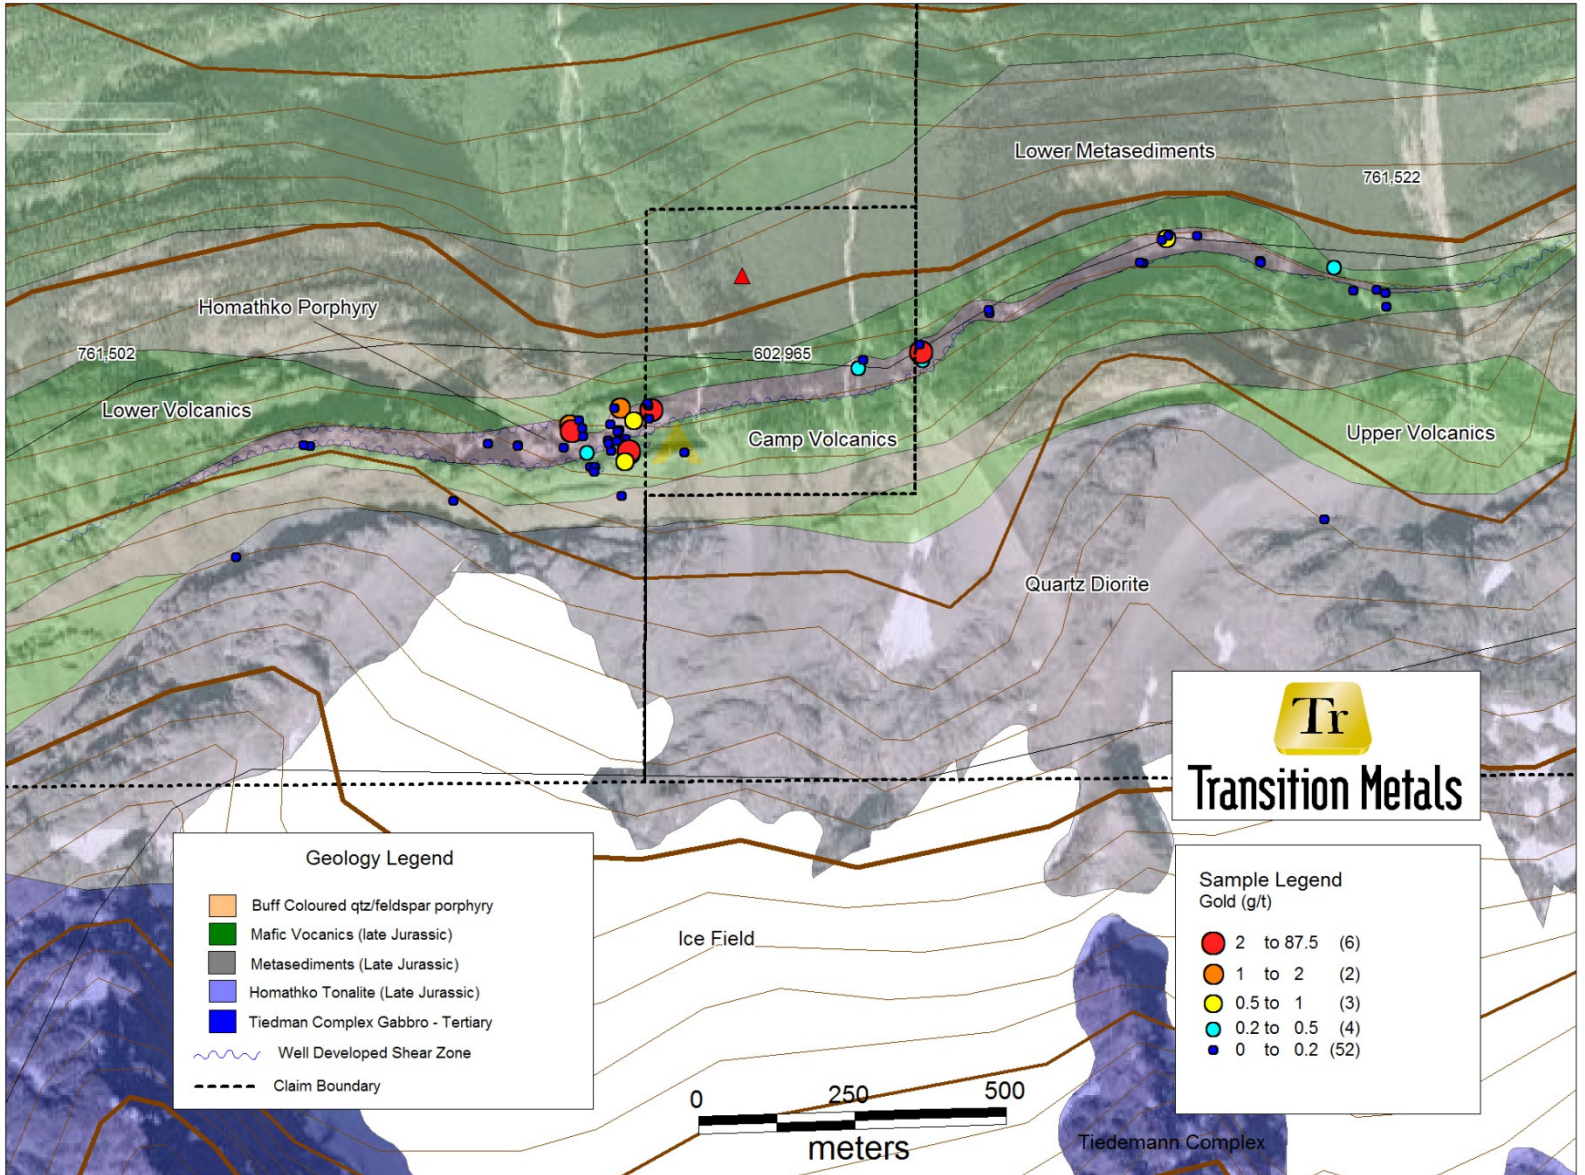 Lower Metasediments
761,522
Homathko Porphyry
761,502
602,965
Lower Volcanics
Camp Volcanics
Upper Volcanics
Quartz Diorite
Tr
Transition Metals
Geology Legend
Buff Coloured qtz/feldspar porphyry
Mafic Vocanics (late Jurassic)
Metasediments (Late Jurassic)
Homathko Tonalite (Late Jurassic)
Tiedman Complex Gabbro - Tertiary
Well Developed Shear Zone
Claim Boundary
Sample Legend
Gold (g/t)
2 to 87.5 (6)
1 to 2 (2)
0.5 to 1 (3)
0.2 to 0.5 (4)
0 to 0.2 (52)
Ice Field
0 250 500
meters
Tiedemann Complex